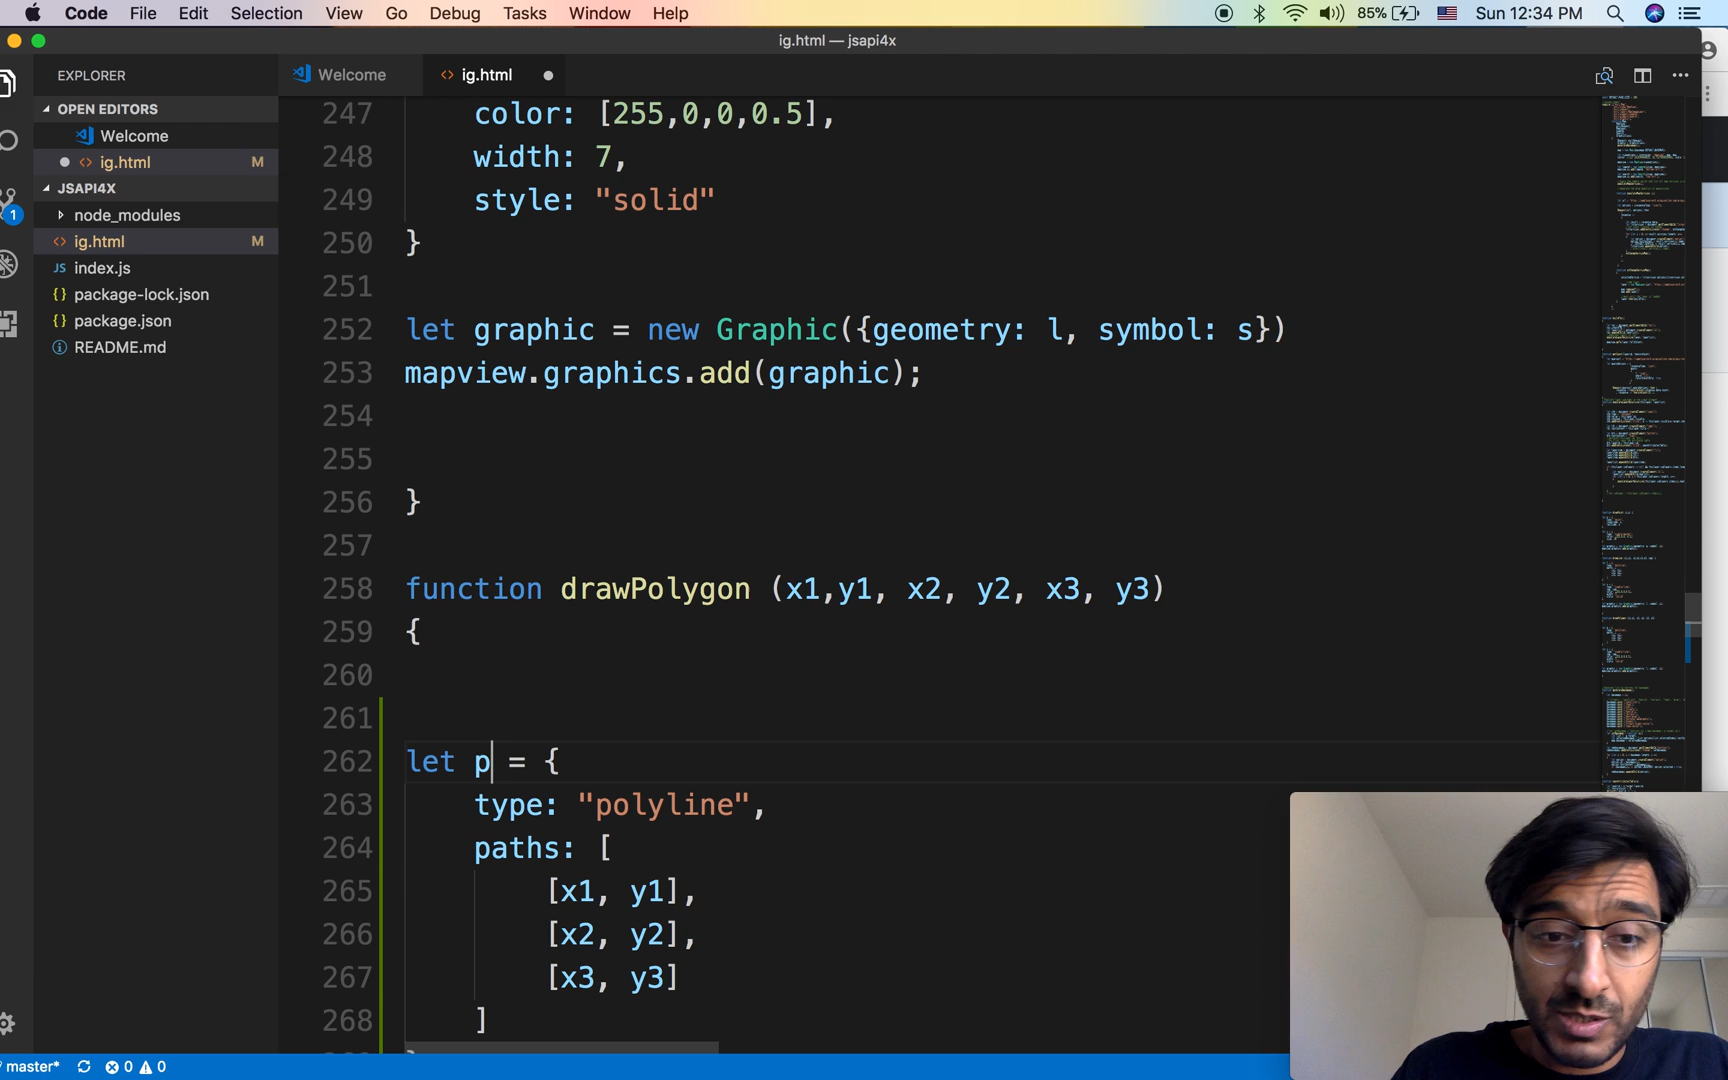 Code File Edit Selection View Go Debug Tasks Window Help 85% Sun 12:34 PM
ig.html — jsapi4x
EXPLORER
OPEN EDITORS
Welcome
ig.html M
JSAPI4X
node_modules
ig.html M
JS index.js
{} package-lock.json
{} package.json
README.md
1
Welcome <> ig.html
247 color: [255,0,0,0.5],
248 width: 7,
249 style: "solid"
250 }
251
252 let graphic = new Graphic({geometry: l, symbol: s})
253 mapview.graphics.add(graphic);
254
255
256 }
257
258 function drawPolygon (x1,y1, x2, y2, x3, y3)
259 {
260
261
262 let p = {
263 type: "polyline",
264 paths: [
265 [x1, y1],
266 [x2, y2],
267 [x3, y3]
268 ]
master* 0 0